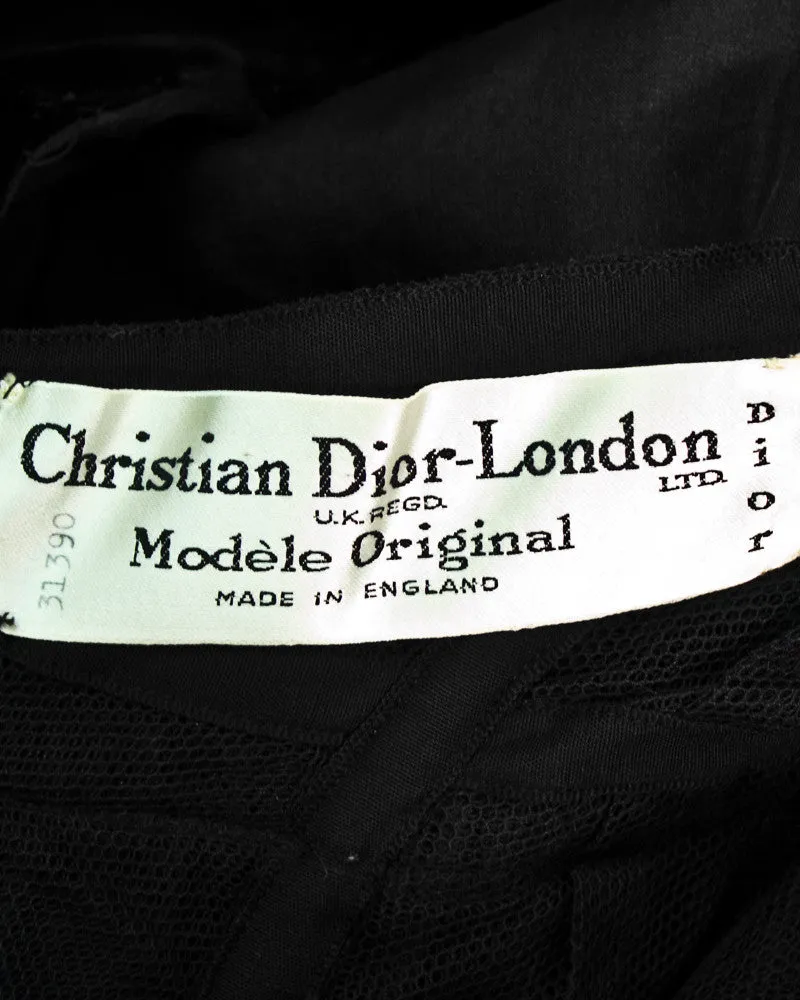 Christian Dior-London
LTD.
U.K. REGD.
Modèle Original
MADE IN ENGLAND
31390
Dior